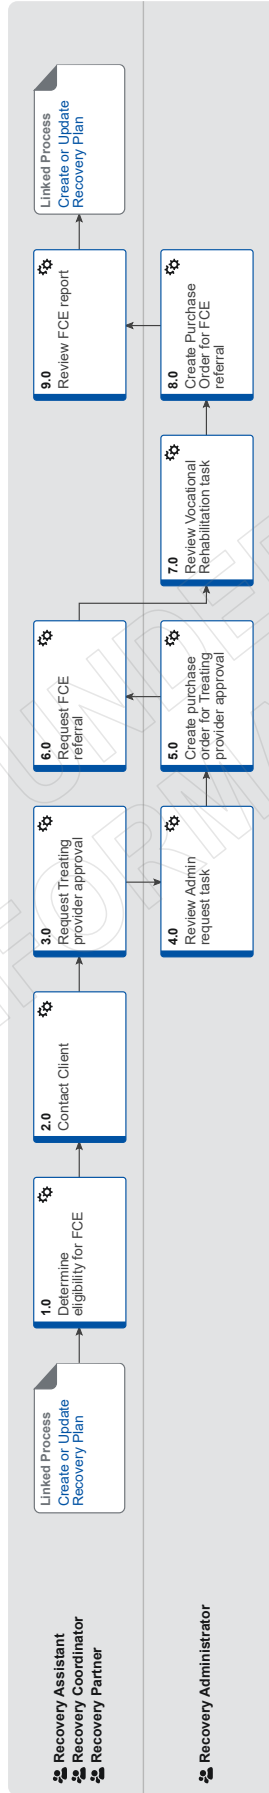 Recovery Assistant
Recovery Coordinator
Recovery Partner
Linked Process
Create or Update
Recovery Plan
1.0
Determine
eligibility for FCE
2.0
Contact Client
3.0
Request Treating
provider approval
6.0
Request FCE
referral
9.0
Review FCE report
Linked Process
Create or Update
Recovery Plan
Recovery Administrator
4.0
Review Admin
request task
5.0
Create purchase
order for Treating
provider approval
7.0
Review Vocational
Rehabilitation task
8.0
Create Purchase
Order for FCE
referral
UNDER